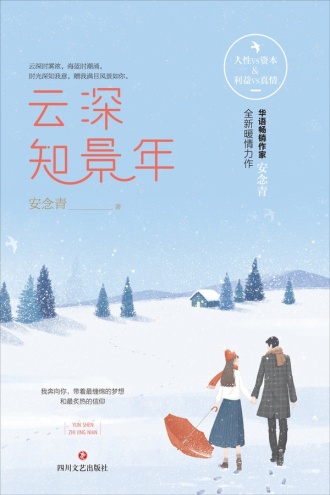 云深时雾浓，海蓝时潮涌，
时光深知我意，赠我满目风景如你。
人性vs资本
&
利益vs真情
云深
知景年
华语畅销作家 安念青
全新暖情力作
安念青 著
我奔向你，带着最缠绵的梦想
和最炙热的信仰
YUN SHEN
ZHI JING NIAN
四川文艺出版社